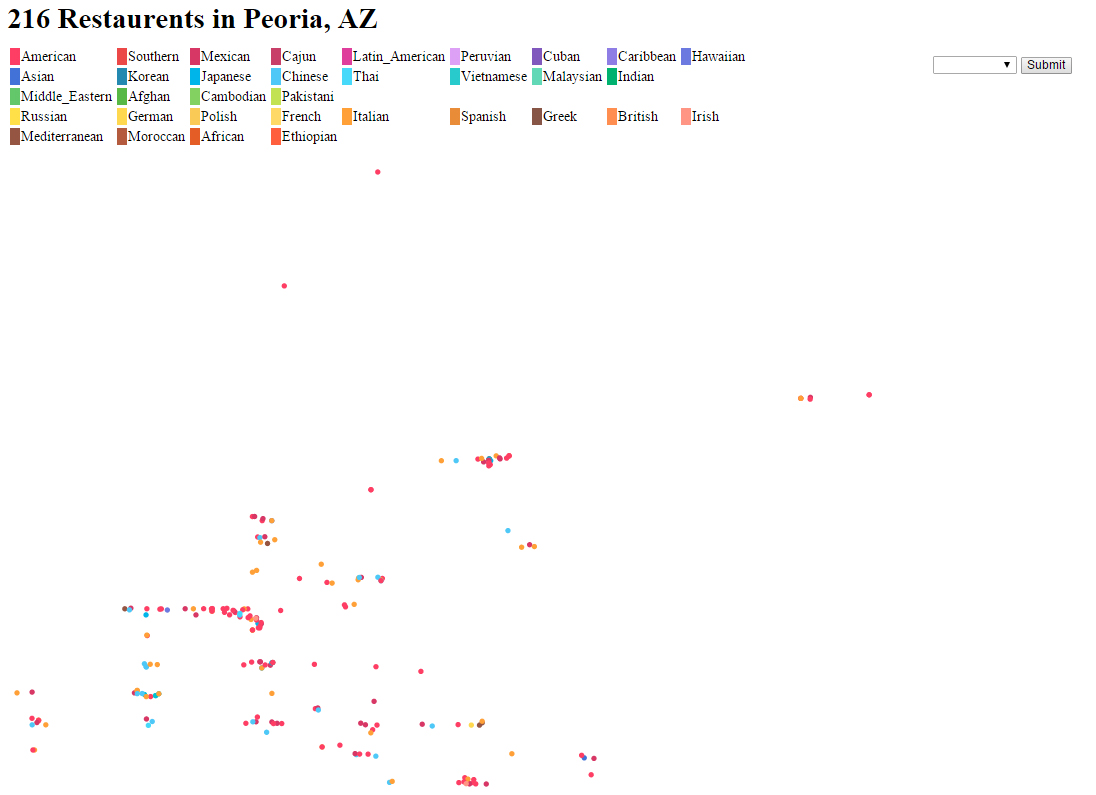 216 Restaurents in Peoria, AZ
American Southern Mexican Cajun Latin_American Peruvian Cuban Caribbean Hawaiian
Asian Korean Japanese Chinese Thai Vietnamese Malaysian Indian
Middle_Eastern Afghan Cambodian Pakistani
Russian German Polish French Italian Spanish Greek British Irish
Mediterranean Moroccan African Ethiopian
Submit